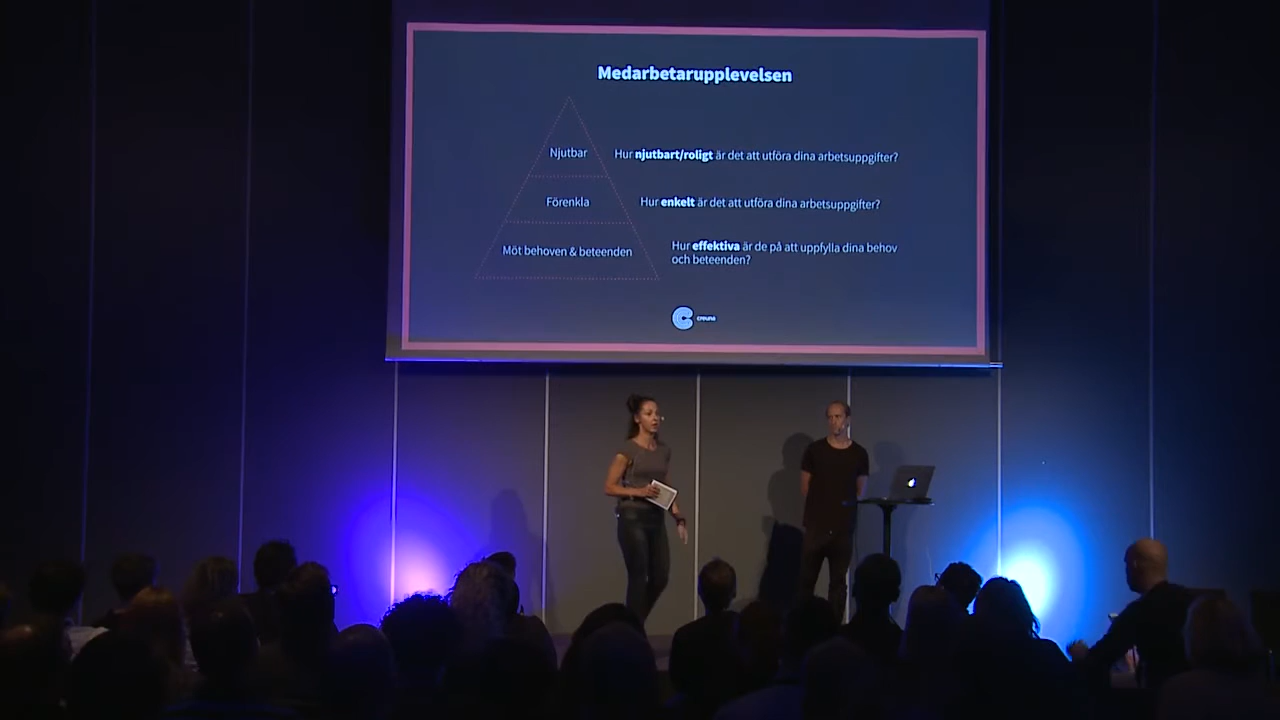 Medarbetarupplevelsen
Njutbar
Hur njutbart/roligt är det att utföra dina arbetsuppgifter?
Förenkla
Hur enkelt är det att utföra dina arbetsuppgifter?
Möt behoven & beteenden
Hur effektiva är de på att uppfylla dina behov
och beteenden?
creuna